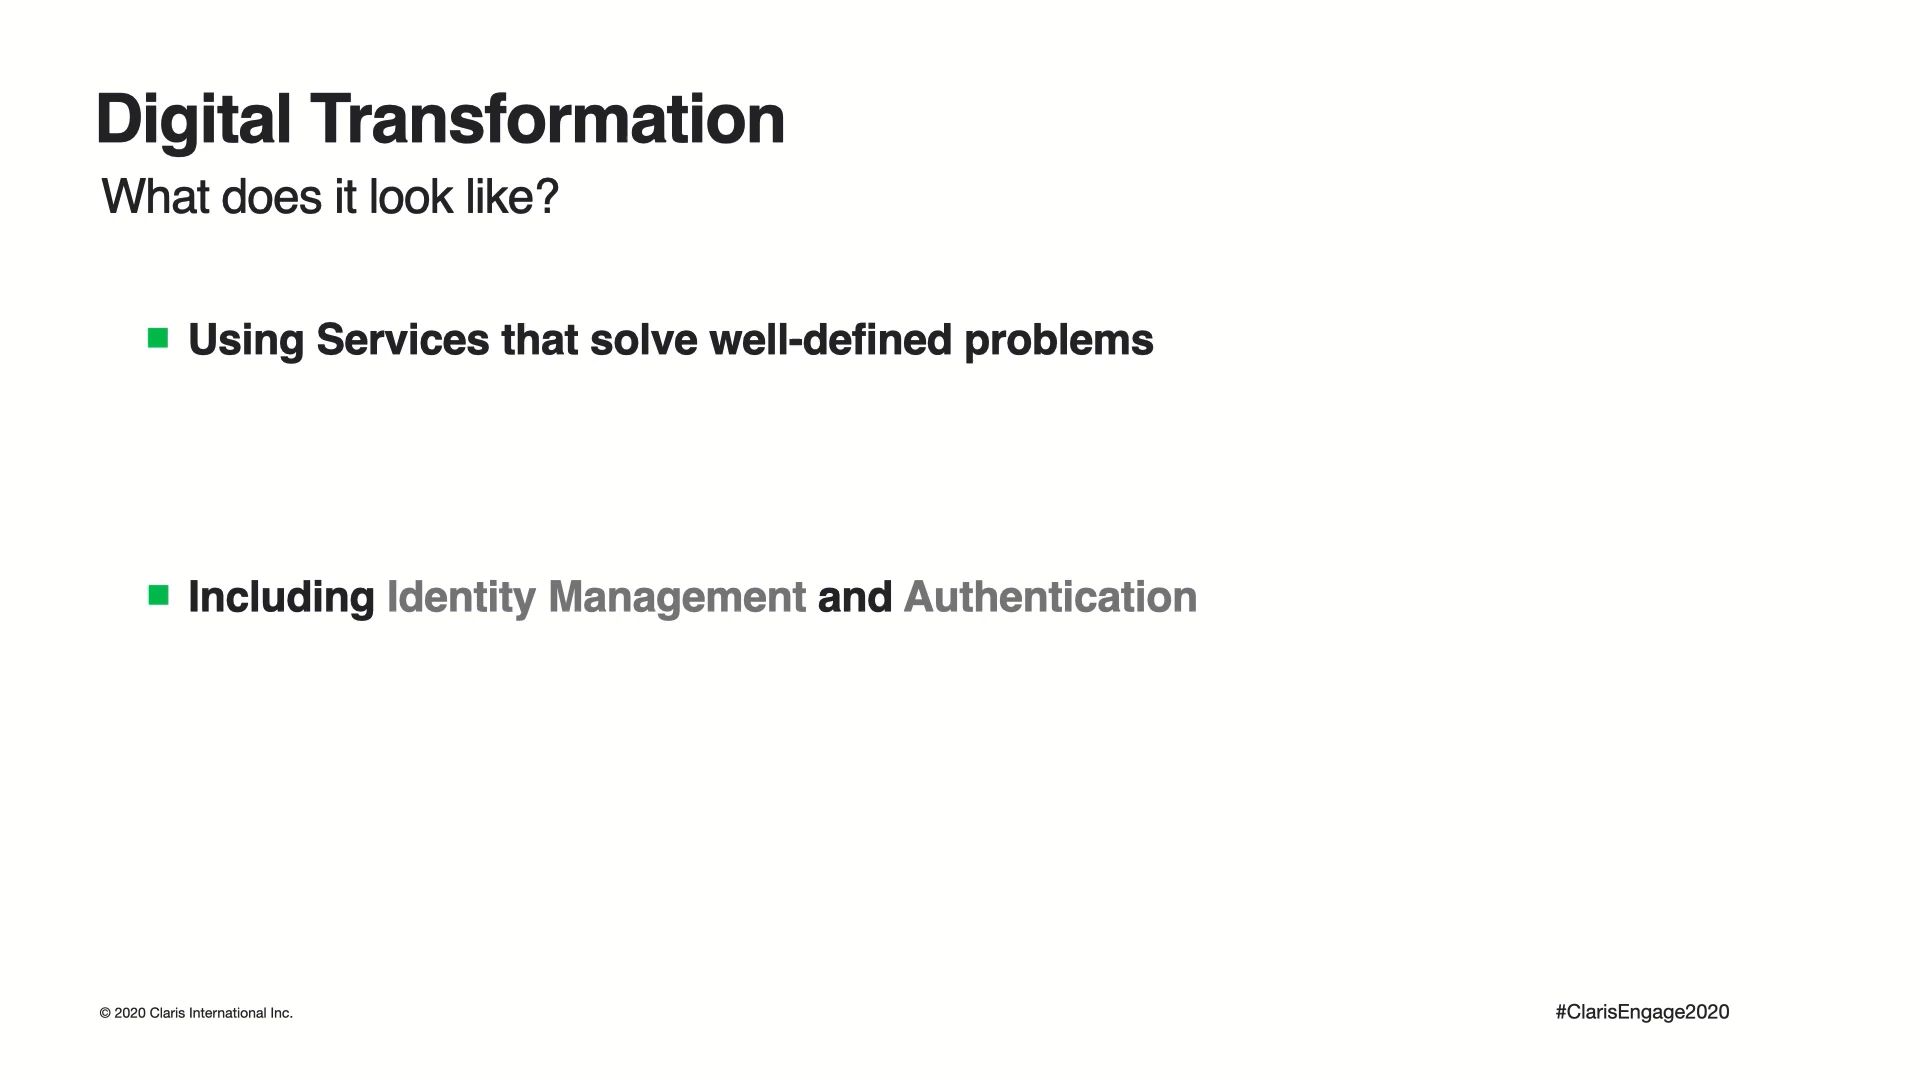 Digital Transformation
What does it look like?
Using Services that solve well-defined problems
Including Identity Management and Authentication
© 2020 Claris International Inc.
#ClarisEngage2020